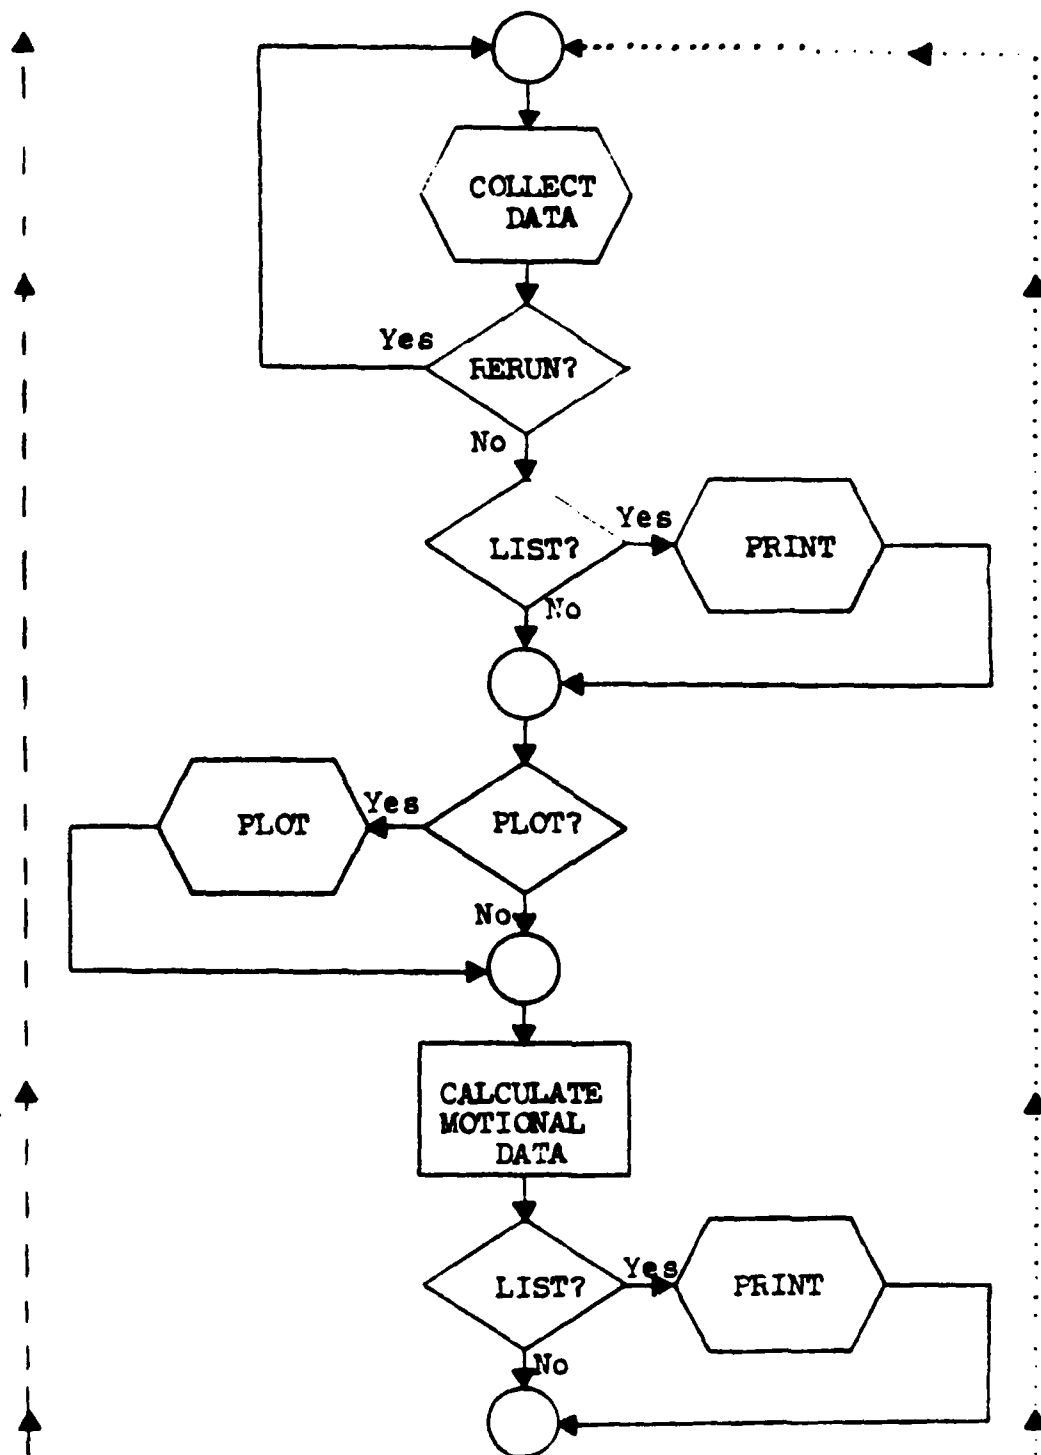 COLLECT
DATA
Yes
RERUN?
No
LIST?
Yes
PRINT
No
PLOT
Yes
PLOT?
No
CALCULATE
MOTIONAL
DATA
LIST?
Yes
PRINT
No